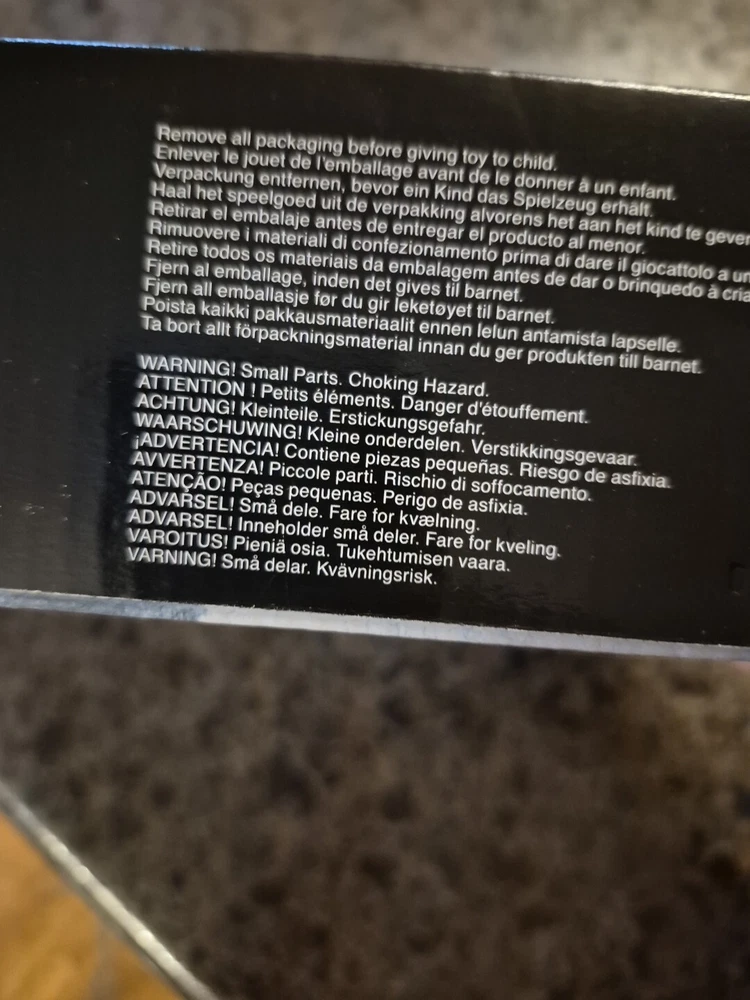 Remove all packaging before giving toy to child.
Enlever le jouet de l'emballage avant de le donner à un enfant.
Verpackung entfernen, bevor ein Kind das Spielzeug erhält.
Haal het speelgoed uit de verpakking alvorens het aan het kind te
Retirar el embalaje antes de entregar el producto al menor.
Rimuovere i materiali di confezionamento prima di dare il giocattolo a
Retire todos os materiais da embalagem antes de dar o brinquedo à
Fjern al emballage, inden det gives til barnet.
Fjern all emballasje før du gir leketøyet til barnet.
Poista kaikki pakkausmateriaalit ennen lelun antamista lapselle.
Ta bort allt förpackningsmaterial innan du ger produkten till barnet.
WARNING! Small Parts. Choking Hazard.
ATTENTION ! Petits éléments. Danger d'étouffement.
ACHTUNG! Kleinteile. Erstickungsgefahr.
WAARSCHUWING! Kleine onderdelen. Verstikkingsgevaar.
¡ADVERTENCIA! Contiene piezas pequeñas. Riesgo de asfixia.
AVVERTENZA! Piccole parti. Rischio di soffocamento.
ATENÇÃO! Peças pequenas. Perigo de asfixia.
ADVARSEL! Små dele. Fare for kvælning.
ADVARSEL! Inneholder små deler. Fare for kveling.
VAROITUS! Pieniä osia. Tukehtumisen vaara.
VARNING! Små delar. Kvävningsrisk.